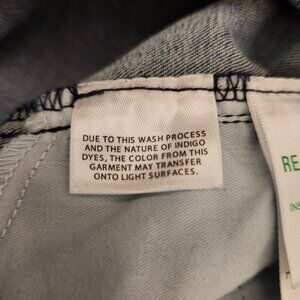 DUE TO THIS WASH PROCESS
AND THE NATURE OF INDIGO
DYES, THE COLOR FROM THIS
GARMENT MAY TRANSFER
ONTO LIGHT SURFACES.